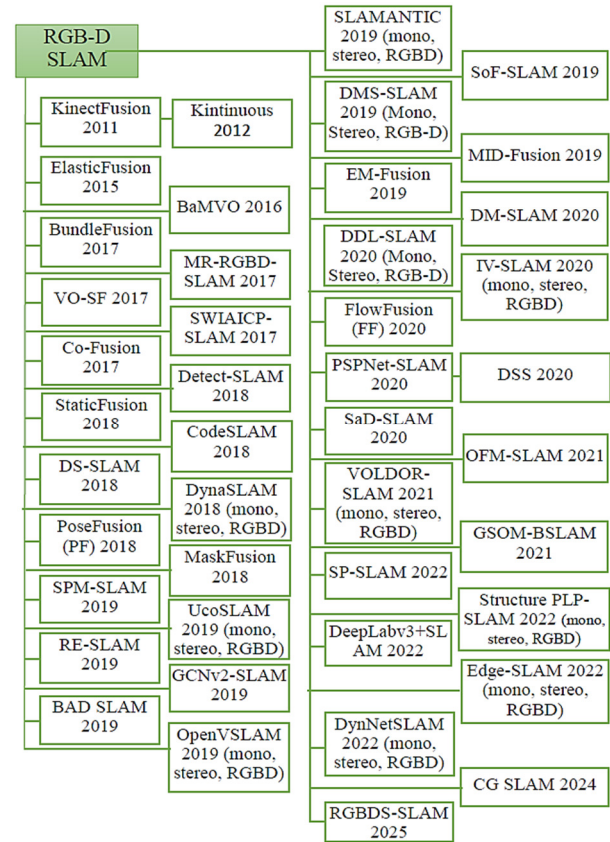 RGB-D
SLAM
KinectFusion
2011
Kintinuous
2012
ElasticFusion
2015
BaMVO 2016
BundleFusion
2017
MR-RGBD-
SLAM 2017
VO-SF 2017
SWIAICP-
SLAM 2017
Co-Fusion
2017
Detect-SLAM
2018
StaticFusion
2018
CodeSLAM
2018
DS-SLAM
2018
DynaSLAM
2018 (mono,
stereo, RGBD)
PoseFusion
(PF) 2018
MaskFusion
2018
SPM-SLAM
2019
UcoSLAM
2019 (mono,
stereo, RGBD)
RE-SLAM
2019
GCNv2-SLAM
2019
BAD SLAM
2019
OpenVSLAM
2019 (mono,
stereo, RGBD)
SLAMANTIC
2019 (mono,
stereo, RGBD)
SoF-SLAM 2019
DMS-SLAM
2019 (Mono,
Stereo, RGB-D)
MID-Fusion 2019
EM-Fusion
2019
DM-SLAM 2020
DDL-SLAM
2020 (Mono,
Stereo, RGB-D)
IV-SLAM 2020
(mono, stereo,
RGBD)
FlowFusion
(FF) 2020
PSPNet-SLAM
2020
DSS 2020
SaD-SLAM
2020
OFM-SLAM 2021
VOLDOR-
SLAM 2021
(mono, stereo,
RGBD)
GSOM-BSLAM
2021
SP-SLAM 2022
Structure PLP-
SLAM 2022 (mono,
stereo, RGBD)
DeepLabv3+SL
AM 2022
Edge-SLAM 2022
(mono, stereo,
RGBD)
DynNetSLAM
2022 (mono,
stereo, RGBD)
CG SLAM 2024
RGBDS-SLAM
2025